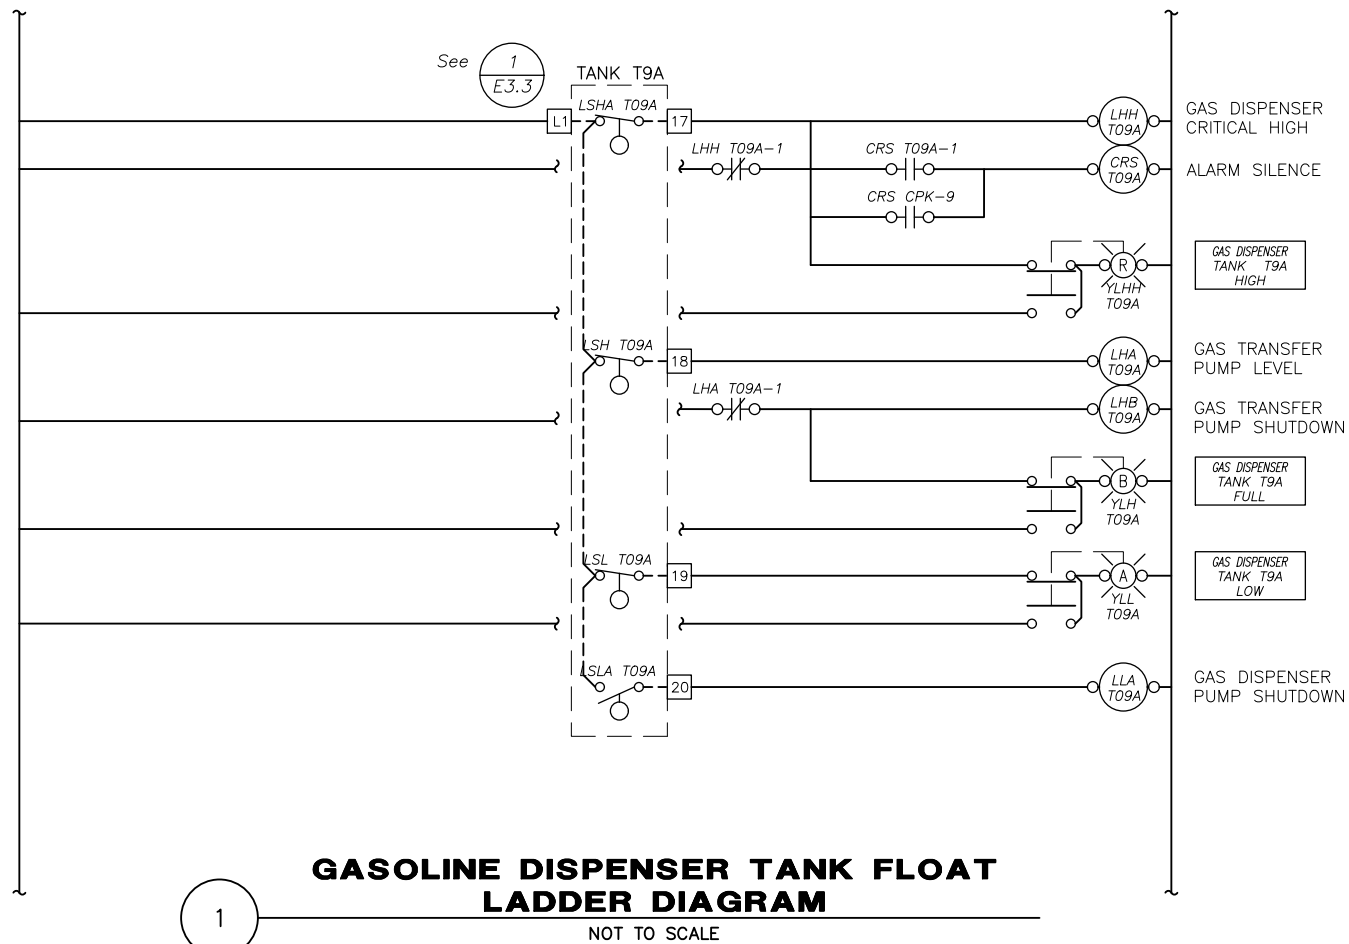 See
1
E3.3
TANK T9A
L1
LSHA T09A
17
LHH
T09A
GAS DISPENSER
CRITICAL HIGH
LHH T09A-1
CRS T09A-1
CRS
T09A
ALARM SILENCE
CRS CPK-9
R
YLHH
T09A
GAS DISPENSER
TANK T9A
HIGH
LSH T09A
18
LHA
T09A
GAS TRANSFER
PUMP LEVEL
LHA T09A-1
LHB
T09A
GAS TRANSFER
PUMP SHUTDOWN
B
YLH
T09A
GAS DISPENSER
TANK T9A
FULL
LSL T09A
19
A
YLL
T09A
GAS DISPENSER
TANK T9A
LOW
LSLA T09A
20
LLA
T09A
GAS DISPENSER
PUMP SHUTDOWN
1
GASOLINE DISPENSER TANK FLOAT
LADDER DIAGRAM
NOT TO SCALE